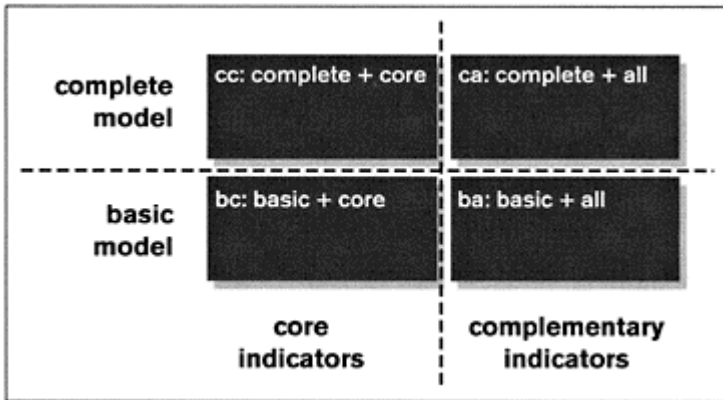 complete
model
cc: complete + core
ca: complete + all
basic
model
bc: basic + core
ba: basic + all
core
indicators
complementary
indicators